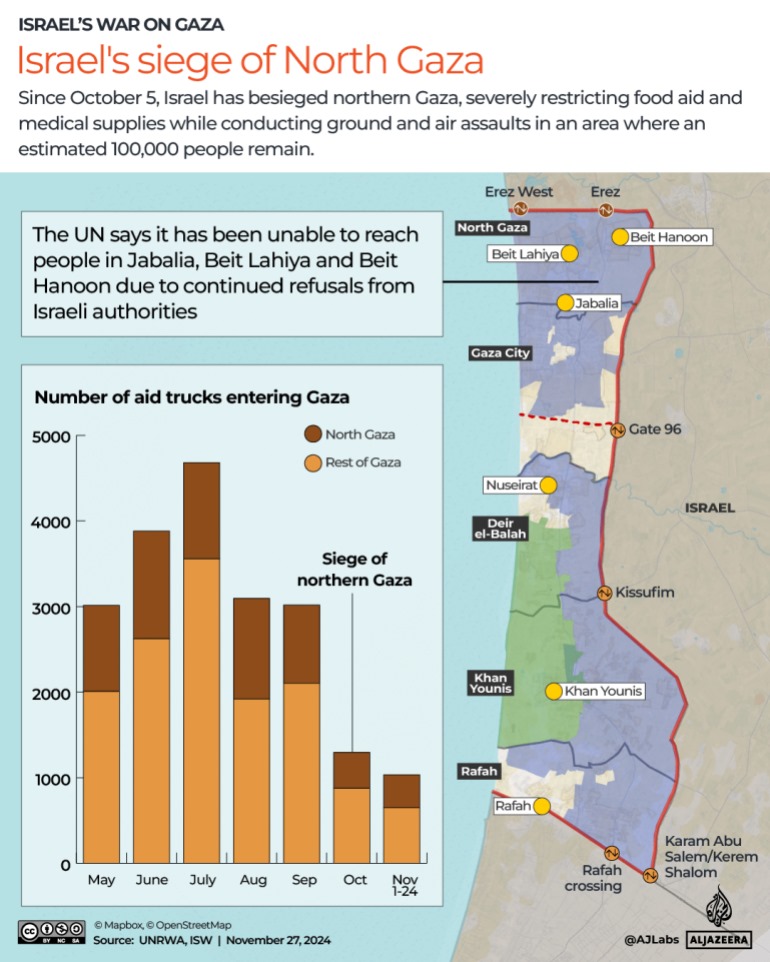 ISRAEL'S WAR ON GAZA
Israel's siege of North Gaza
Since October 5, Israel has besieged northern Gaza, severely restricting food aid and
medical supplies while conducting ground and air assaults in an area where an
estimated 100,000 people remain.
The UN says it has been unable to reach
people in Jabalia, Beit Lahiya and Beit
Hanoon due to continued refusals from
Israeli authorities
Erez West
Erez
North Gaza
Beit Hanoon
Beit Lahiya
Jabalia
Gaza City
Gate 96
Nuseirat
ISRAEL
Deir
el-Balah
Kissufim
Khan
Younis
Khan Younis
Rafah
Rafah
Rafah
crossing
Karam Abu
Salem/Kerem
Shalom
Number of aid trucks entering Gaza
North Gaza
Rest of Gaza
5000
4000
3000
2000
1000
0
Siege of
northern Gaza
May
June
July
Aug
Sep
Oct
Nov
1-24
cc
BY NC SA
© Mapbox, © OpenStreetMap
Source: UNRWA, ISW | November 27, 2024
@AJLabs
ALJAZEERA